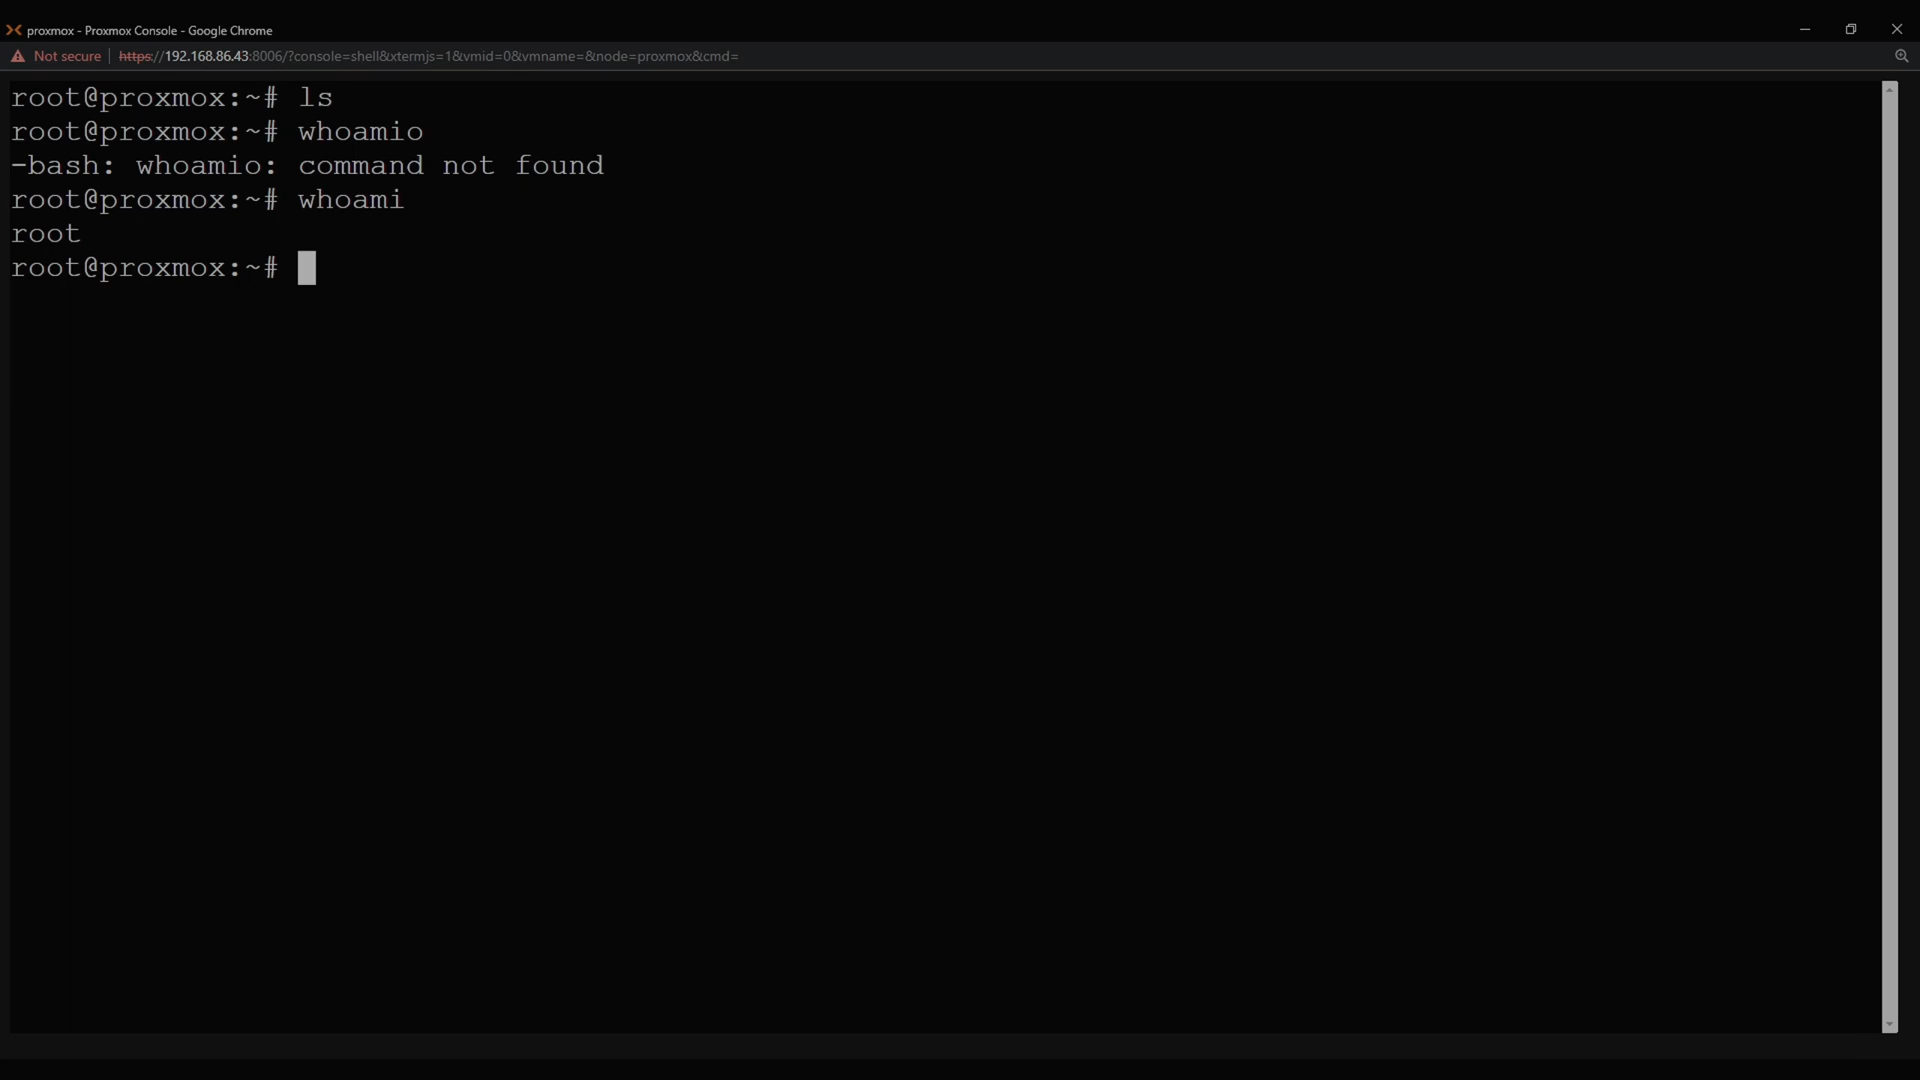 proxmox - Proxmox Console - Google Chrome
Not secure | https://192.168.86.43:8006/?console=shell&xtermjs=1&vmid=0&vmname=&node=proxmox&cmd=
root@proxmox:~# ls
root@proxmox:~# whoamio
-bash: whoamio: command not found
root@proxmox:~# whoami
root
root@proxmox:~#